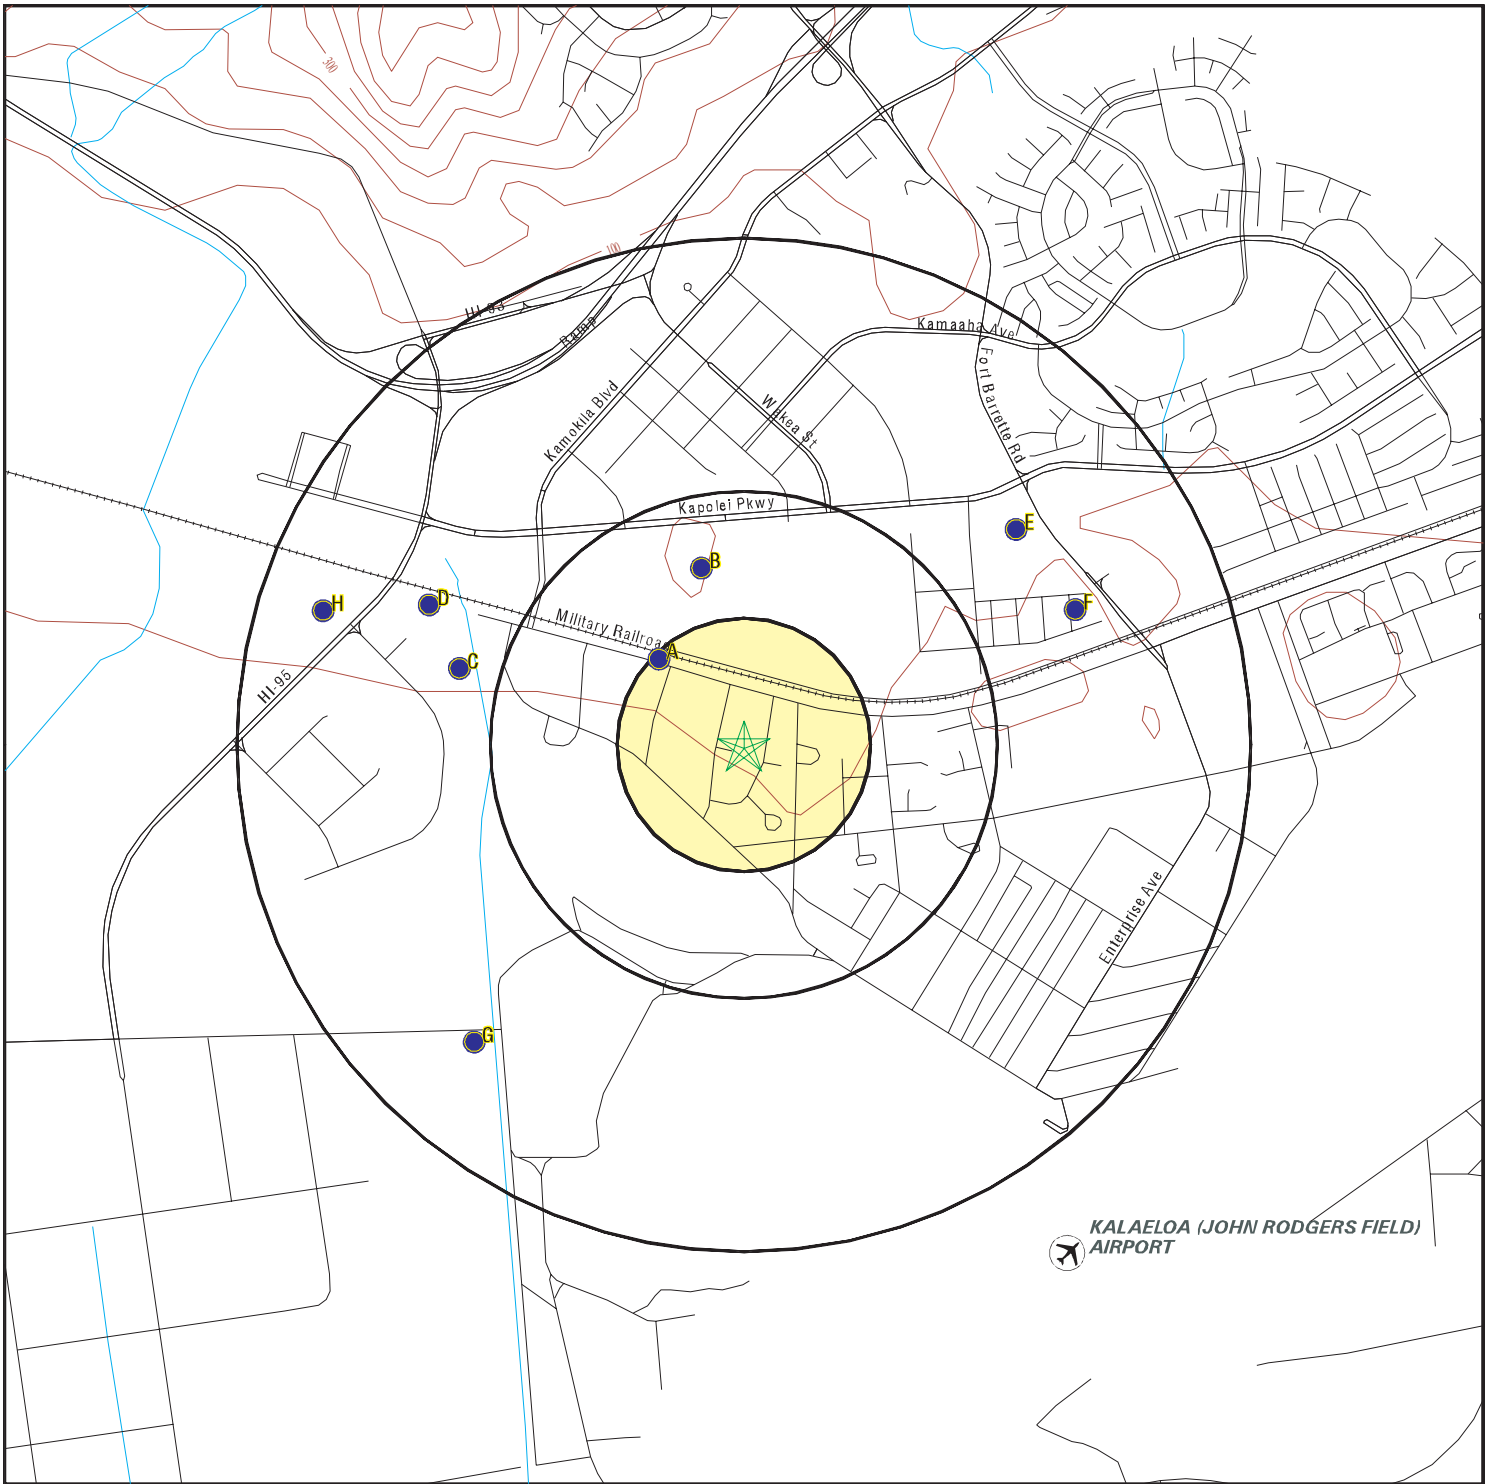 300
100
HI-93
Ramp
Kamaaha Ave
Fort Barrette Rd
Kamokila Blvd
Wakea St
Kapolei Pkwy
E
B
H
D
F
Military Railroad
A
C
HI-95
Enterprise Ave
G
KALAELOA (JOHN RODGERS FIELD)
AIRPORT